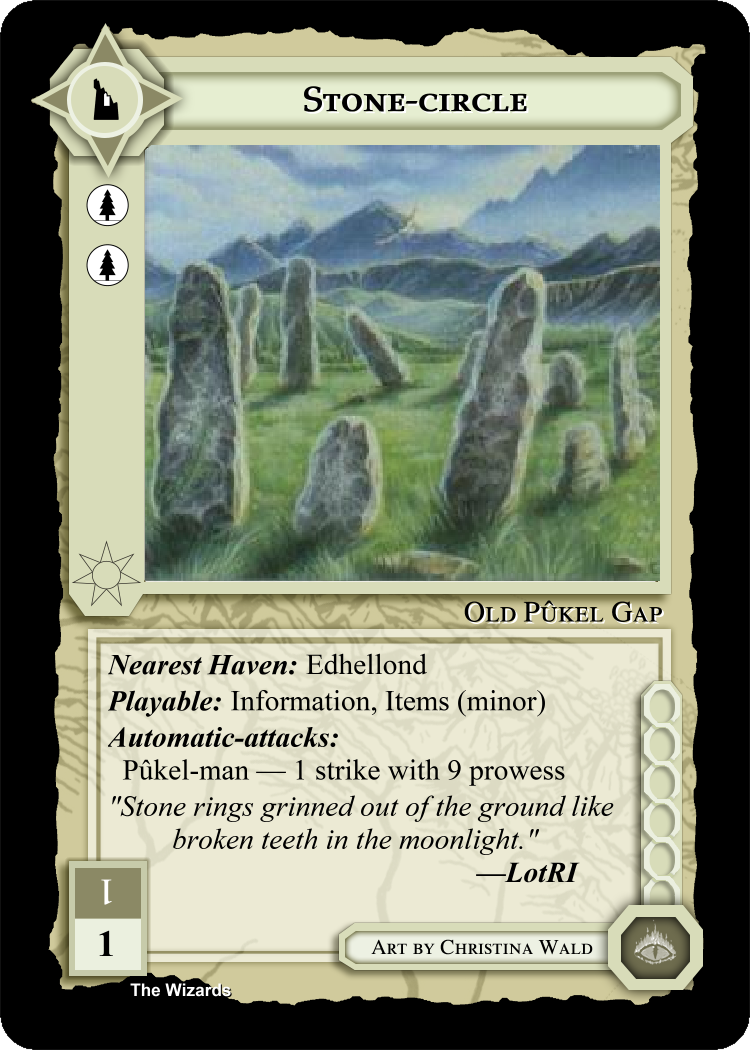 Stone-circle
Old Pûkel Gap
Nearest Haven: Edhellond
Playable: Information, Items (minor)
Automatic-attacks:
Pûkel-man — 1 strike with 9 prowess
"Stone rings grinned out of the ground like
broken teeth in the moonlight."
—LotRI
I
1
Art by Christina Wald
The Wizards